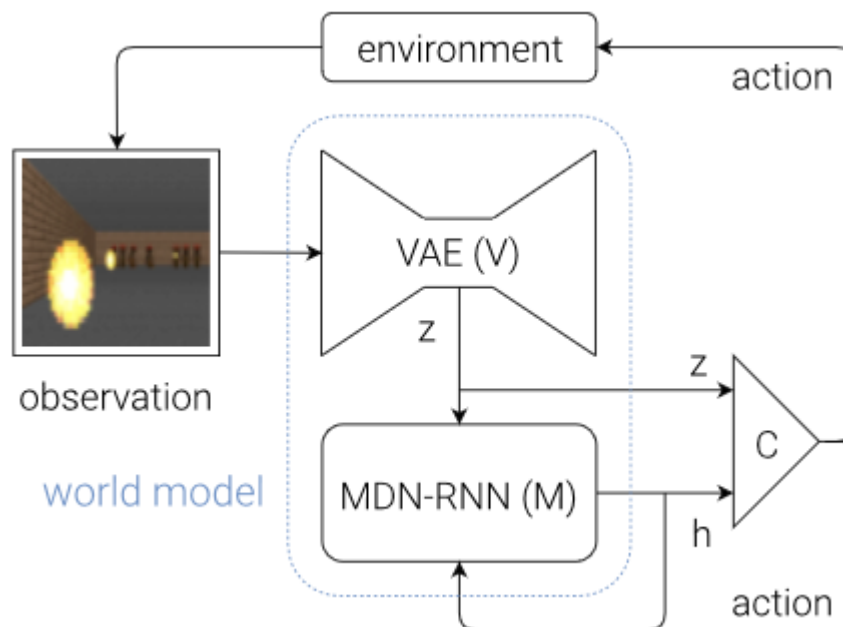 environment
action
VAE (V)
z
z
observation
C
world model
MDN-RNN (M)
h
action